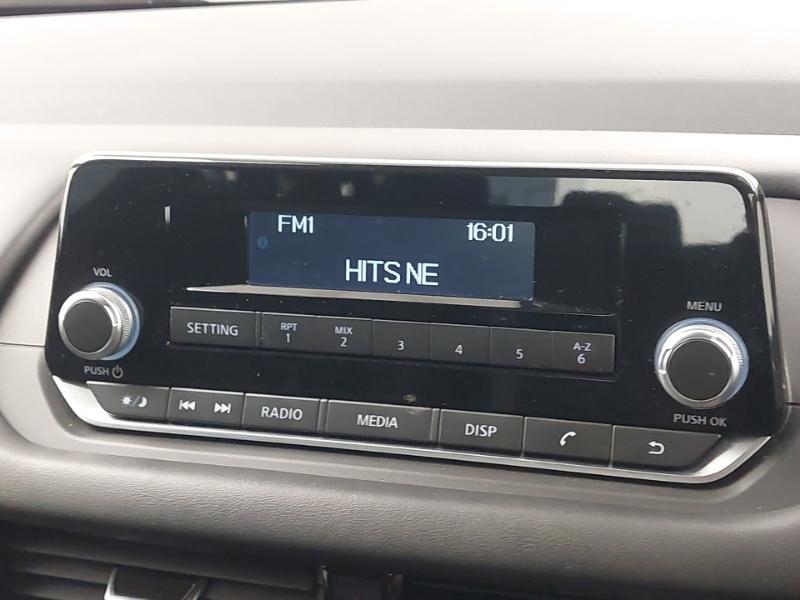 FM1 16:01
HITS NE
VOL
MENU
SETTING RPT 1 MIX 2 3 4 5 A-Z 6
PUSH
PUSH OK
RADIO MEDIA DISP